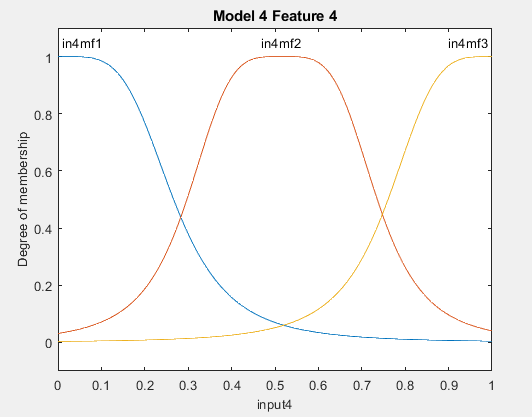 Model 4 Feature 4
in4mf1 in4mf2 in4mf3
Degree of membership
1
0.8
0.6
0.4
0.2
0
0 0.1 0.2 0.3 0.4 0.5 0.6 0.7 0.8 0.9 1
input4